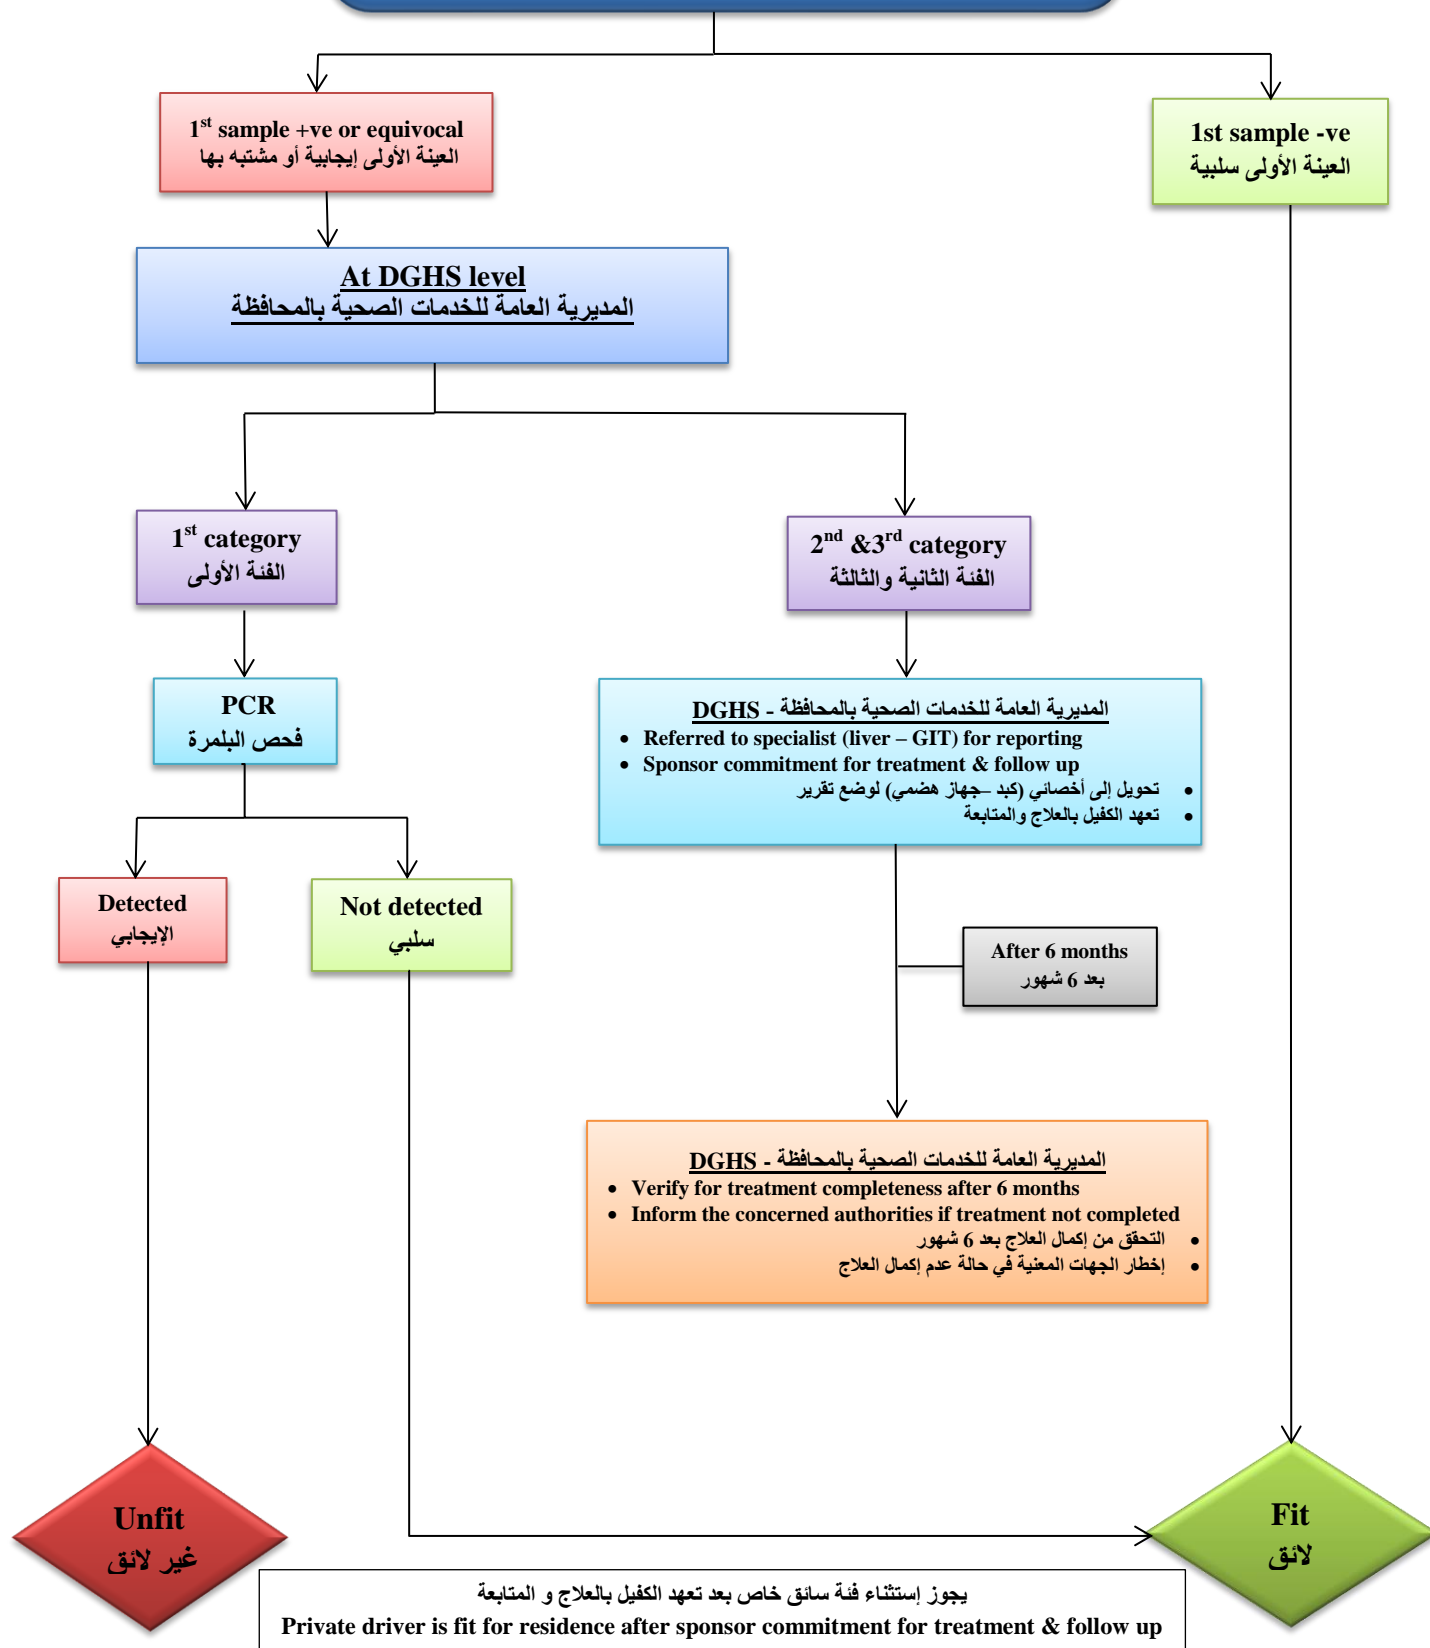 1st sample +ve or equivocal
العينة الأولى إيجابية أو مشتبه بها
1st sample -ve
العينة الأولى سلبية
At DGHS level
المديرية العامة للخدمات الصحية بالمحافظة
1st category
الفئة الأولى
2nd &3rd category
الفئة الثانية والثالثة
PCR
فحص البلمرة
المديرية العامة للخدمات الصحية بالمحافظة - DGHS
• Referred to specialist (liver – GIT) for reporting
• Sponsor commitment for treatment & follow up
• تحويل إلى أخصائي (كبد –جهاز هضمي) لوضع تقرير
• تعهد الكفيل بالعلاج والمتابعة
Detected
الإيجابي
Not detected
سلبي
After 6 months
بعد 6 شهور
المديرية العامة للخدمات الصحية بالمحافظة - DGHS
• Verify for treatment completeness after 6 months
• Inform the concerned authorities if treatment not completed
• التحقق من إكمال العلاج بعد 6 شهور
• إخطار الجهات المعنية في حالة عدم إكمال العلاج
Unfit
غير لائق
Fit
لائق
يجوز إستثناء فئة سائق خاص بعد تعهد الكفيل بالعلاج و المتابعة
Private driver is fit for residence after sponsor commitment for treatment & follow up